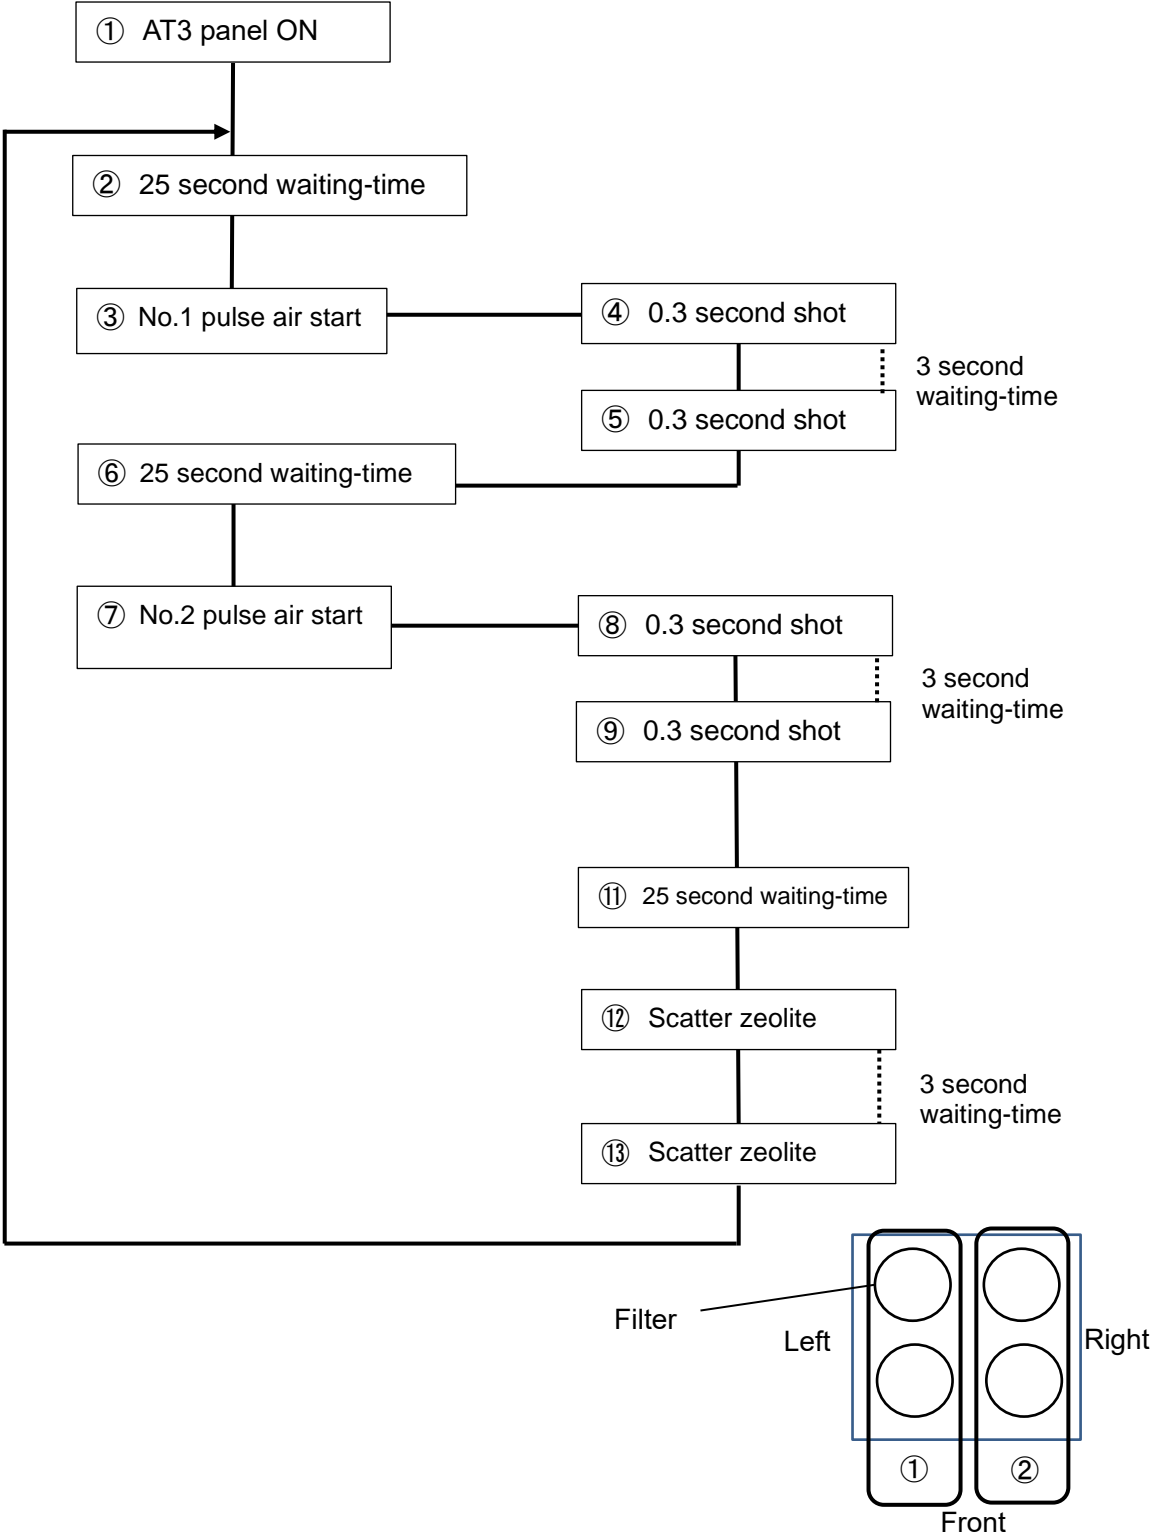 ① AT3 panel ON
② 25 second waiting-time
③ No.1 pulse air start
④ 0.3 second shot
3 second
waiting-time
⑤ 0.3 second shot
⑥ 25 second waiting-time
⑦ No.2 pulse air start
⑧ 0.3 second shot
3 second
waiting-time
⑨ 0.3 second shot
⑪ 25 second waiting-time
⑫ Scatter zeolite
3 second
waiting-time
⑬ Scatter zeolite
Filter
Left
Right
① ②
Front